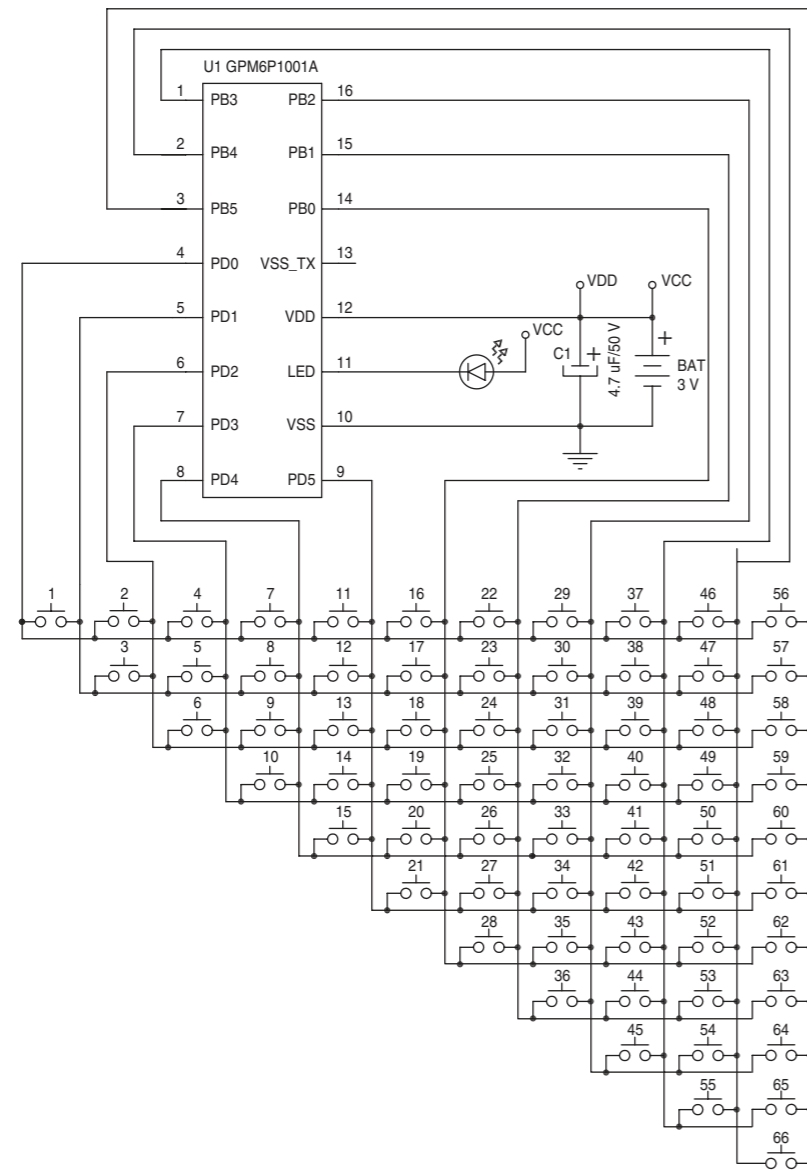 U1 GPM6P1001A
1 PB3 PB2 16
2 PB4 PB1 15
3 PB5 PB0 14
4 PD0 VSS_TX 13
5 PD1 VDD 12
6 PD2 LED 11
7 PD3 VSS 10
8 PD4 PD5 9
VDD VCC
VCC
C1 + 4.7 uF/50 V
+ BAT
3 V
1 2 4 7 11 16 22 29 37 46 56
3 5 8 12 17 23 30 38 47 57
6 9 13 18 24 31 39 48 58
10 14 19 25 32 40 49 59
15 20 26 33 41 50 60
21 27 34 42 51 61
28 35 43 52 62
36 44 53 63
45 54 64
55 65
66